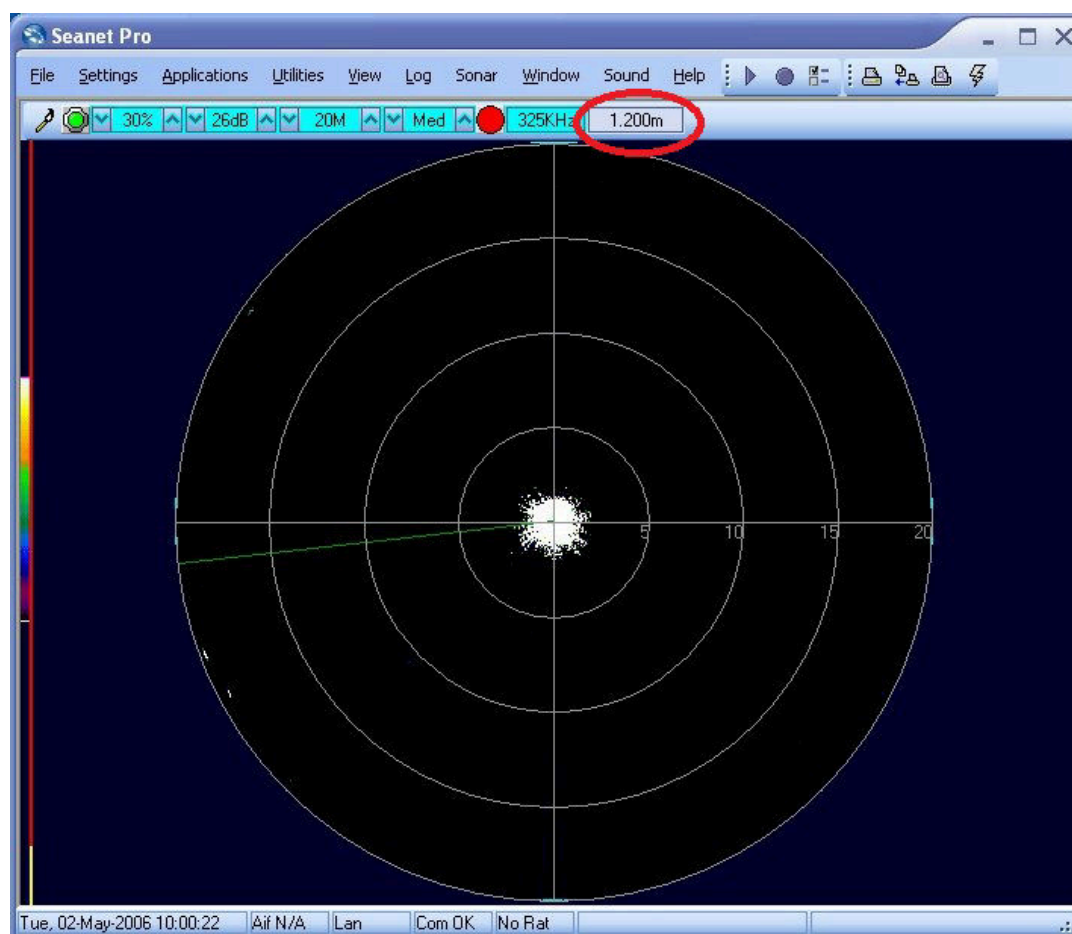 Seanet Pro
File Settings Applications Utilities View Log Sonar Window Sound Help
30% 26dB 20M Med 325KHz 1.200m
5 10 15 20
Tue, 02-May-2006 10:00:22 Aif N/A Lan Com OK No Rat